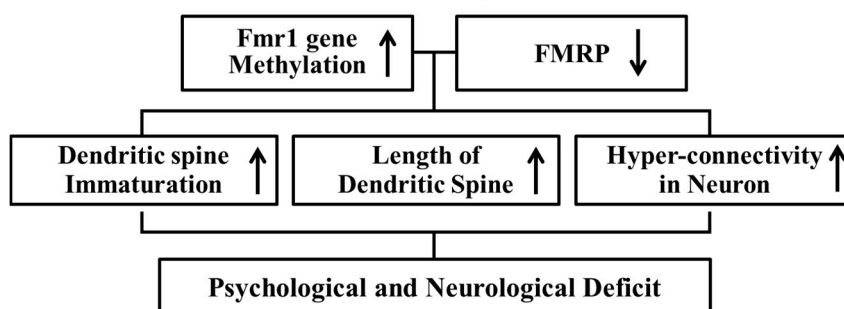 Fmr1 gene
Methylation
FMRP
Dendritic spine
Immaturation
Length of
Dendritic Spine
Hyper-connectivity
in Neuron
Psychological and Neurological Deficit